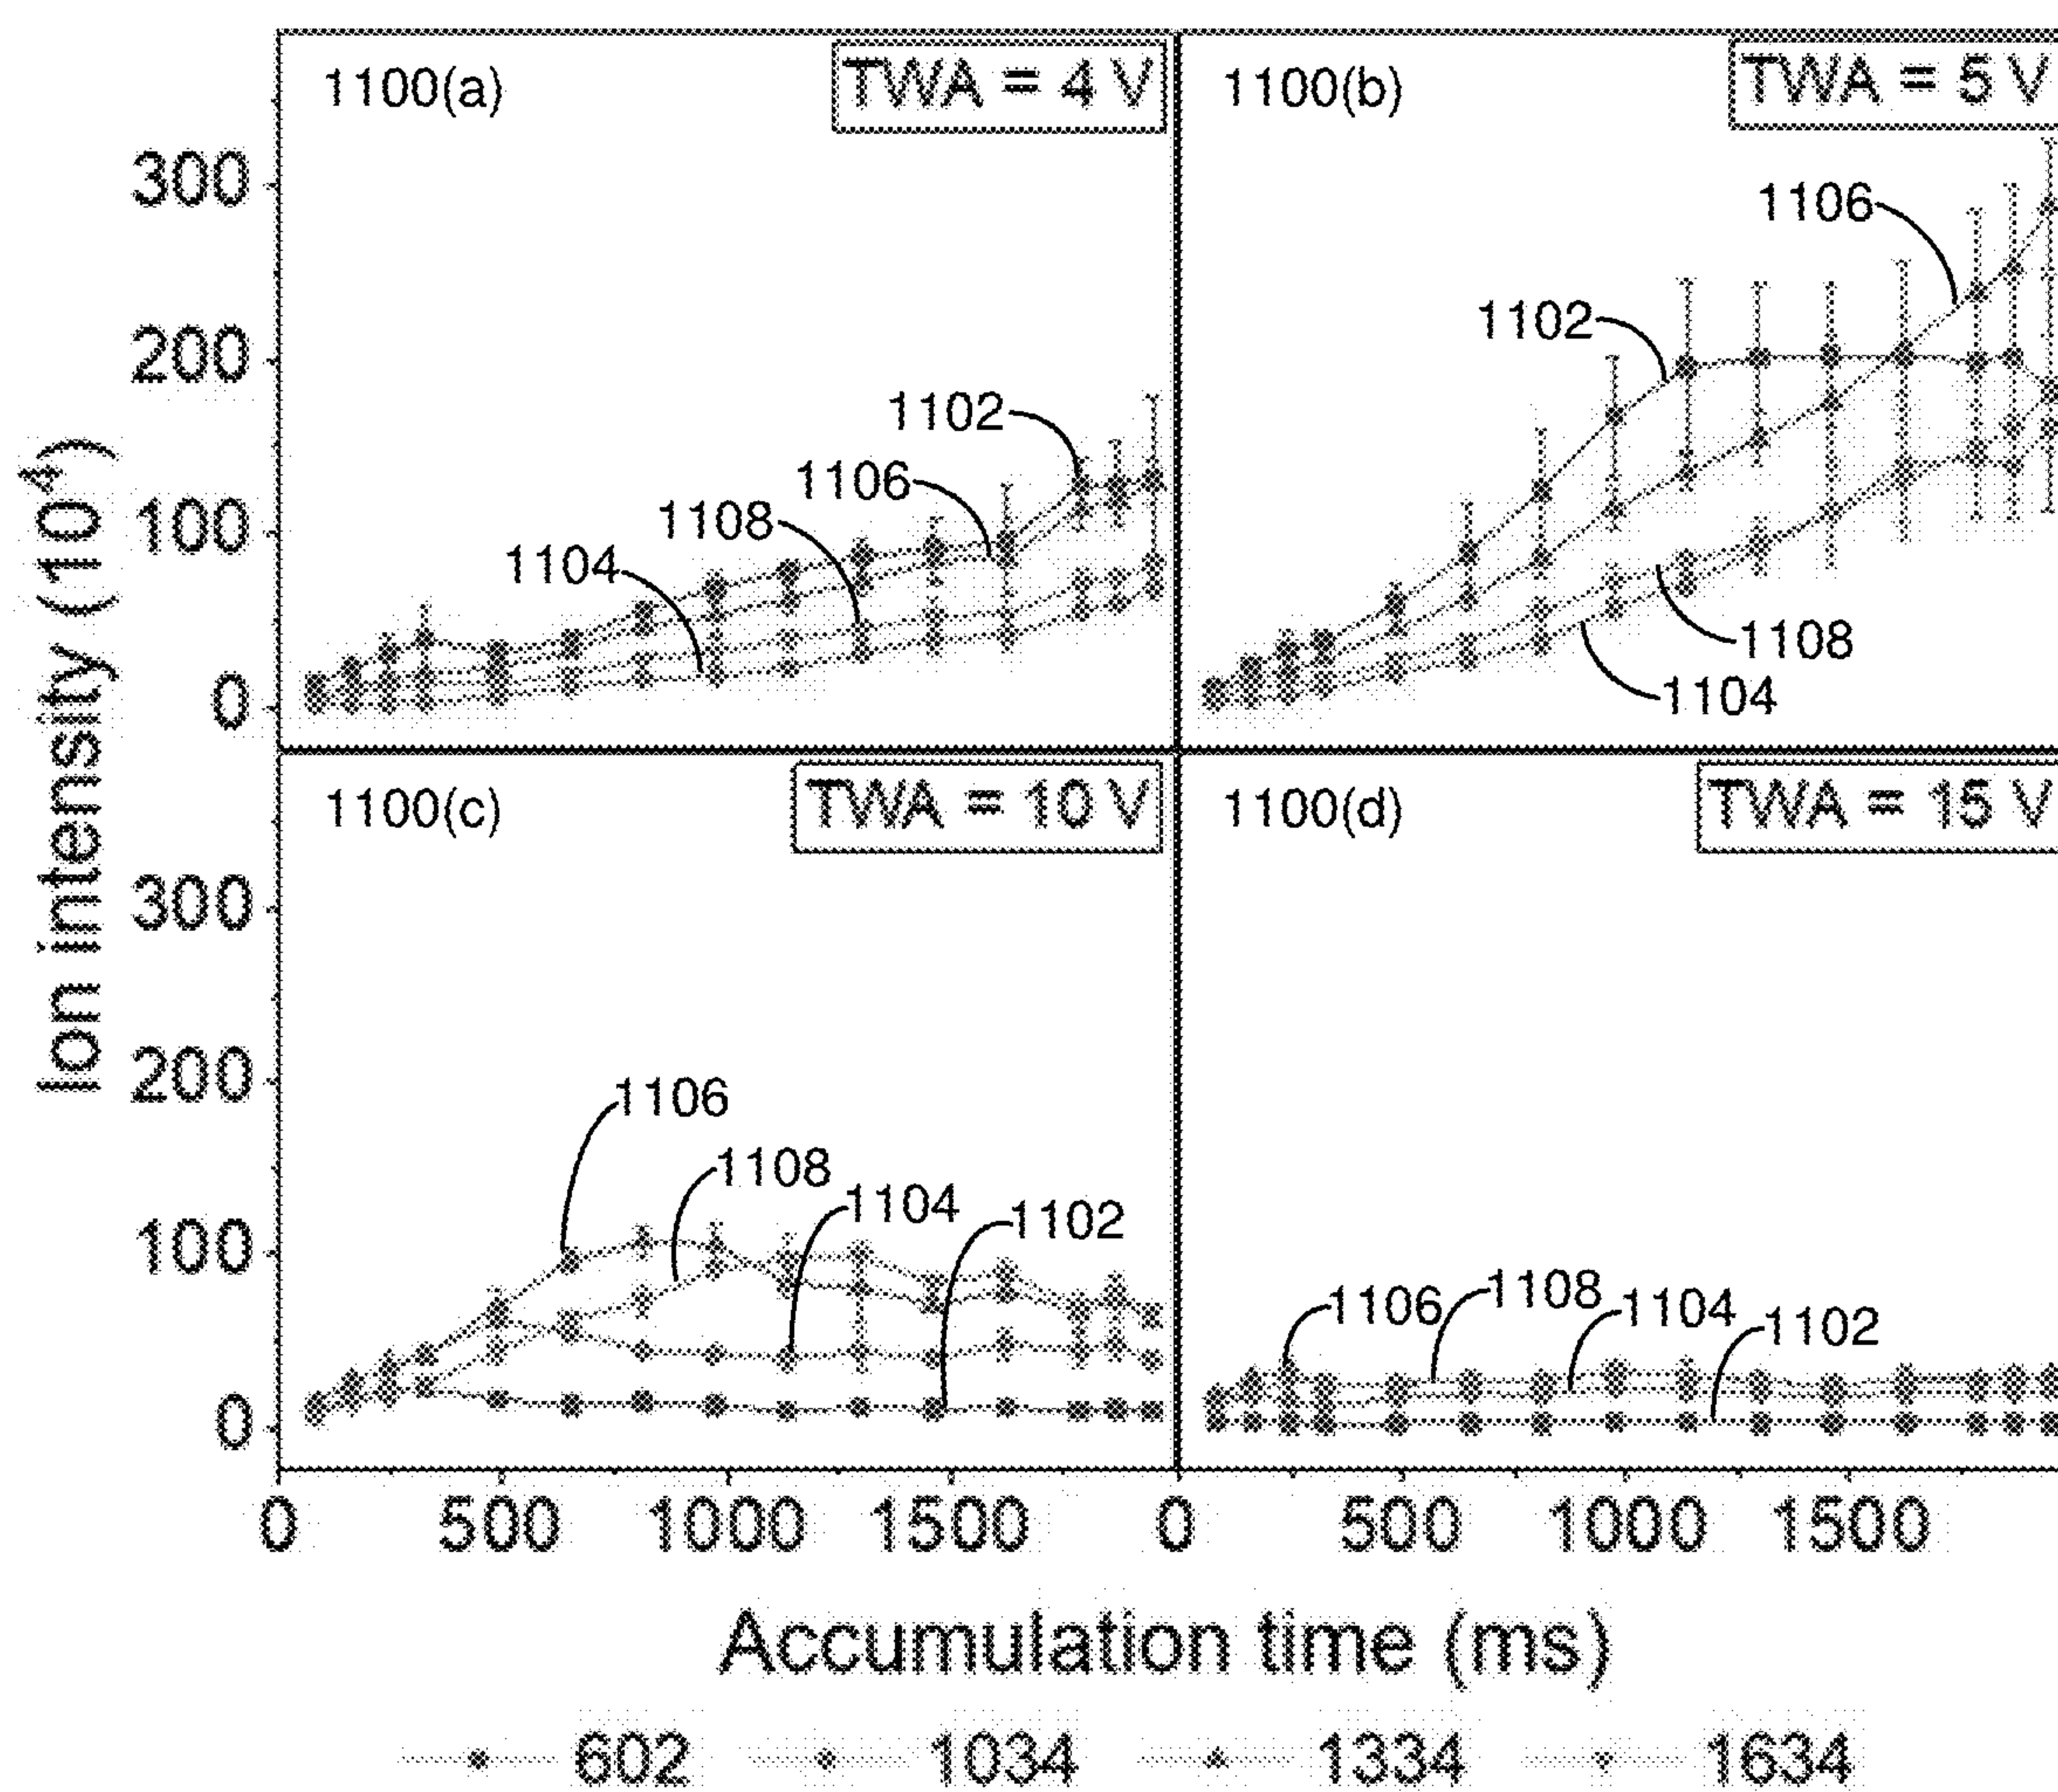 1100(a)
TWA = 4 V
1100(b)
TWA = 5 V
300
200
100
0
1102
1106
1108
1104
1106
1102
1108
1104
Ion intensity (10⁴)
1100(c)
TWA = 10 V
1100(d)
TWA = 15 V
300
200
100
0
1106
1108
1104
1102
1106
1108
1104
1102
0 500 1000 1500 0 500 1000 1500
Accumulation time (ms)
602 1034 1334 1634